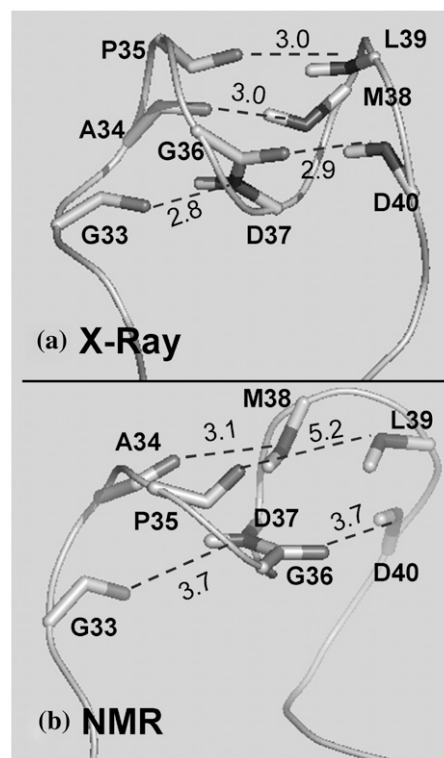 P35
3.0
L39
3.0
M38
A34
G36
2.9
D40
G33
2.8
D37
(a) X-Ray
M38
L39
A34
3.1
5.2
P35
D37
3.7
G36
D40
3.7
G33
(b) NMR